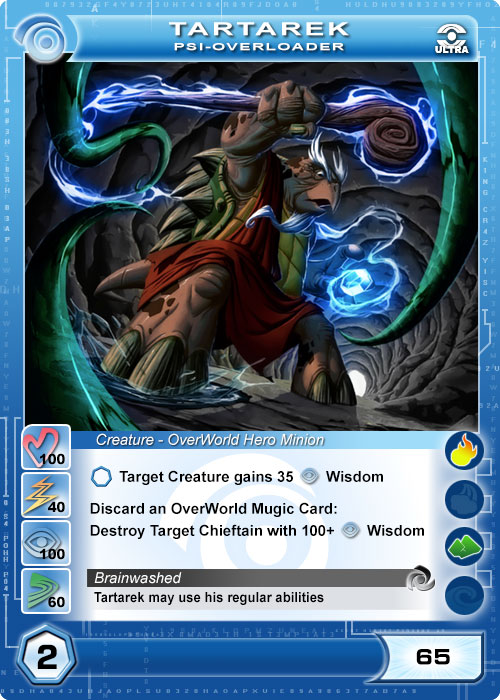 TARTAREK
PSI-OVERLOADER
ULTRA
100
40
100
60
Creature - OverWorld Hero Minion
Target Creature gains 35 Wisdom
Discard an OverWorld Mugic Card:
Destroy Target Chieftain with 100+ Wisdom
Brainwashed
Tartarek may use his regular abilities
2
65